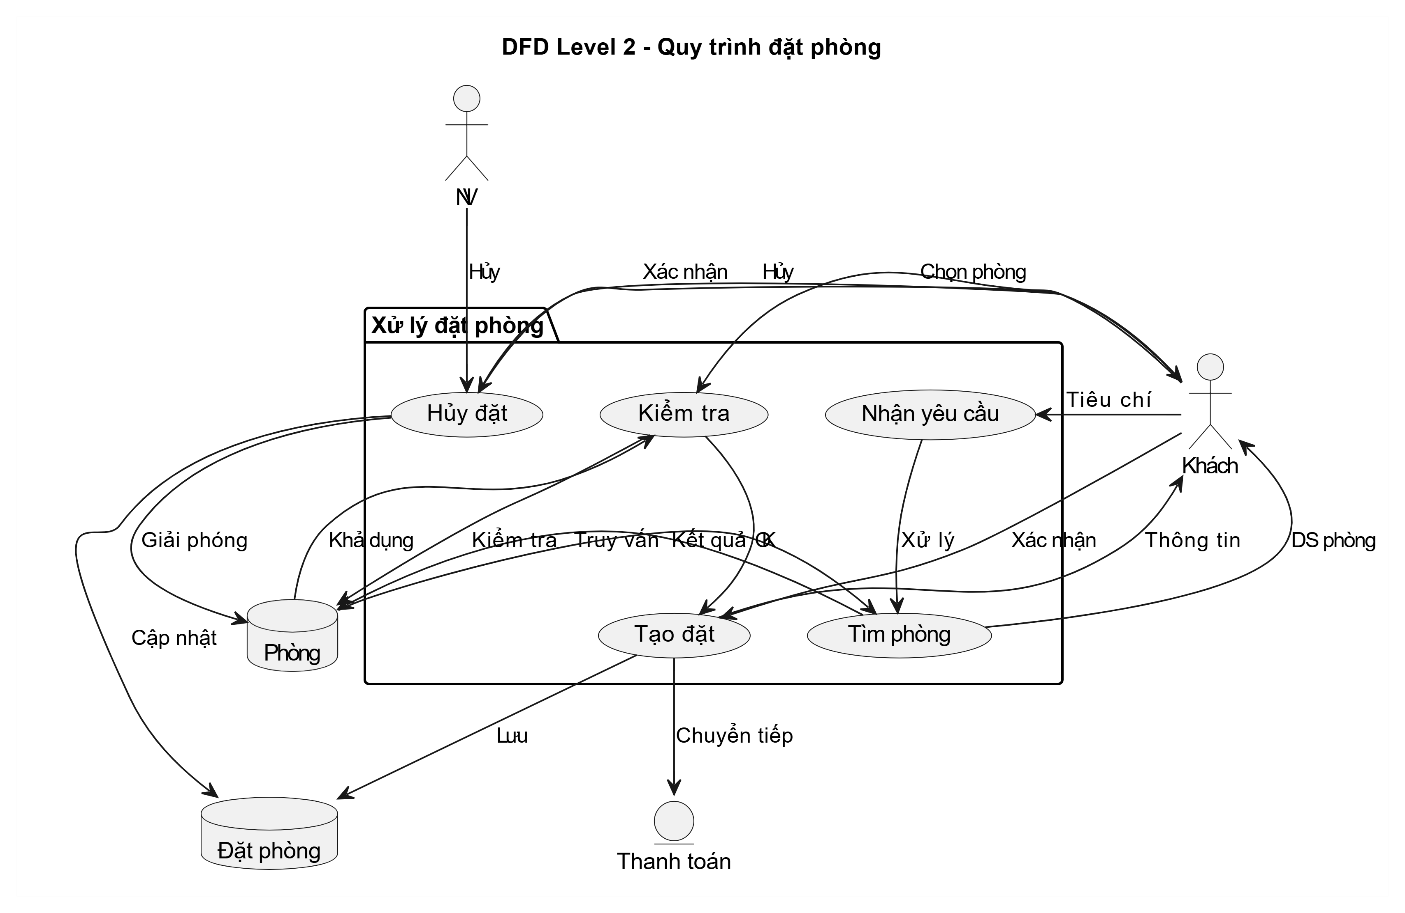 DFD Level 2 - Quy trình đặt phòng
NV
Hủy
Xác nhận
Hủy
Chọn phòng
Xử lý đặt phòng
Hủy đặt
Kiểm tra
Nhận yêu cầu
Tiêu chí
Khách
Giải phóng
Khả dụng
Kiểm tra
Truy vấn
Kết quả
OK
Xử lý
Xác nhận
Thông tin
DS phòng
Cập nhật
Phòng
Tạo đặt
Tìm phòng
Lưu
Chuyển tiếp
Đặt phòng
Thanh toán